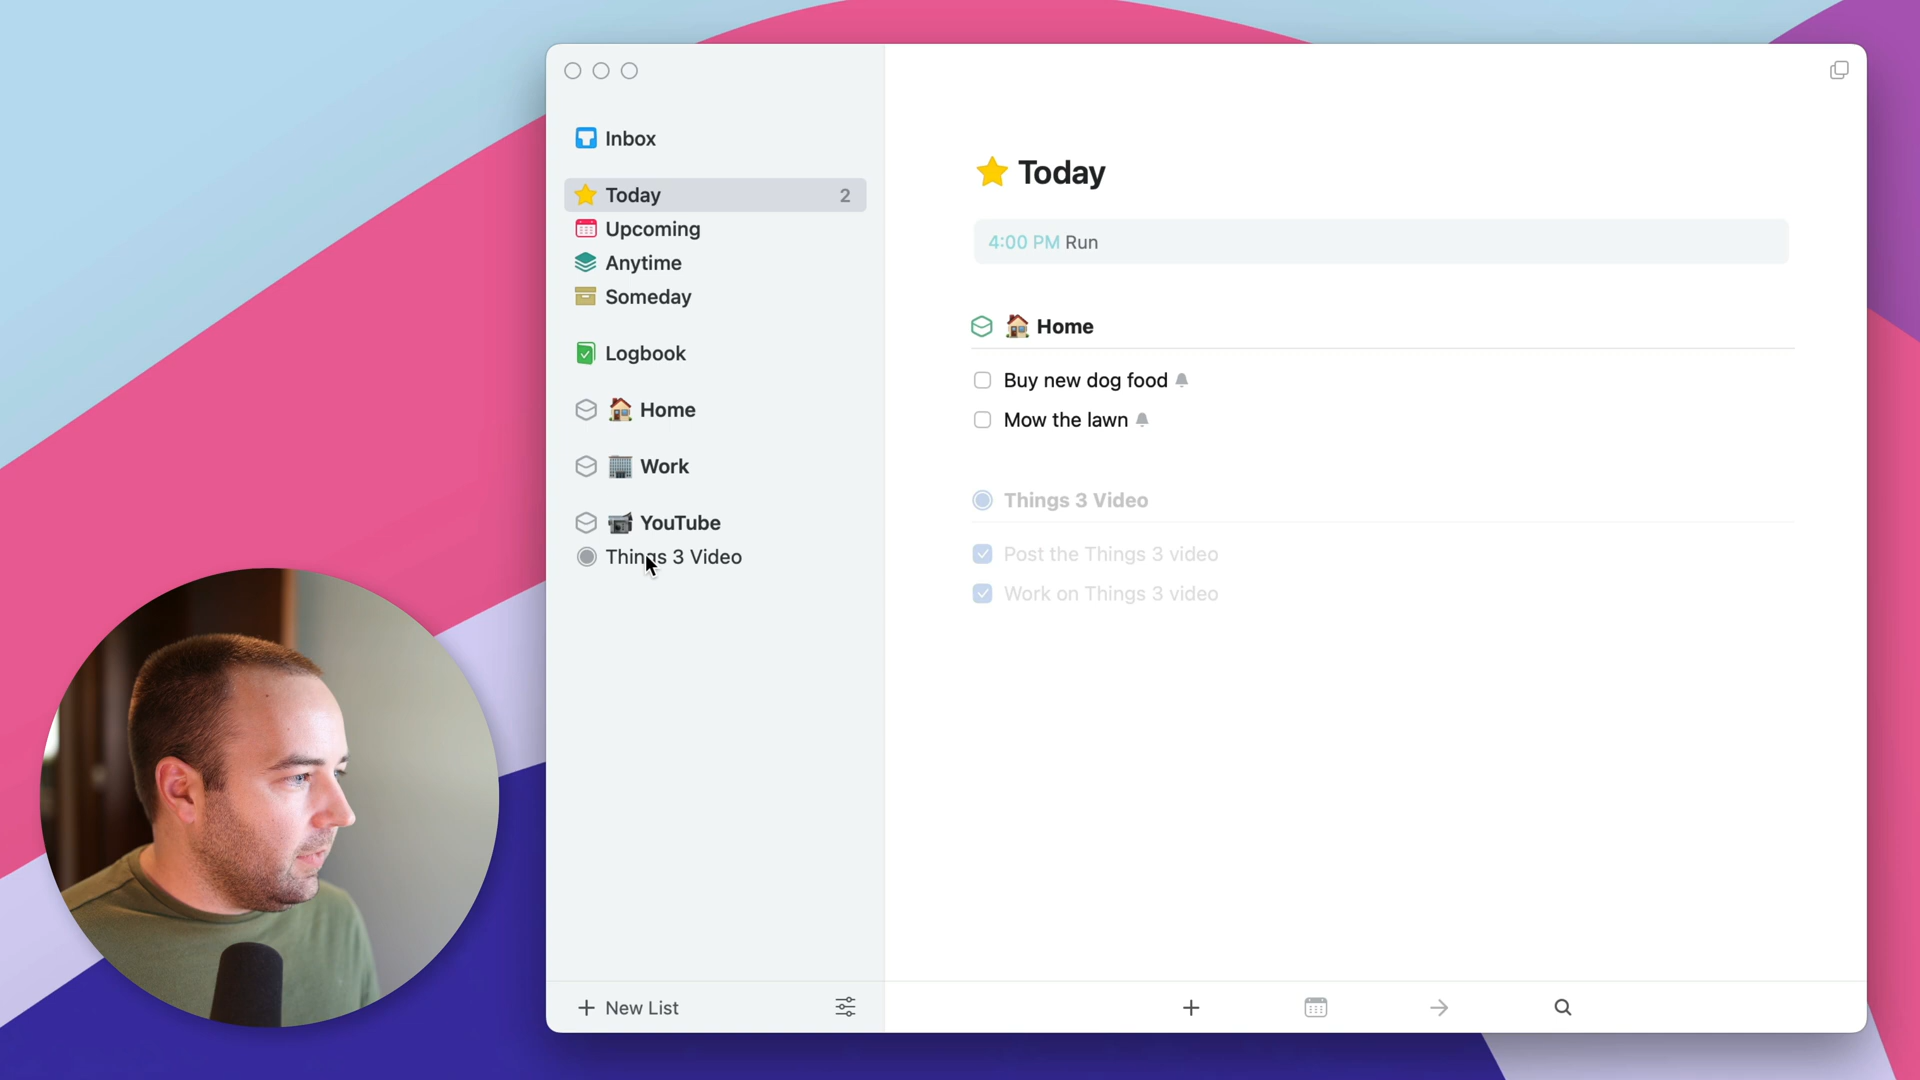 Inbox
Today 2
Upcoming
Anytime
Someday
Logbook
Home
Work
YouTube
Things 3 Video
New List
Today
4:00 PM Run
Home
Buy new dog food
Mow the lawn
Things 3 Video
Post the Things 3 video
Work on Things 3 video